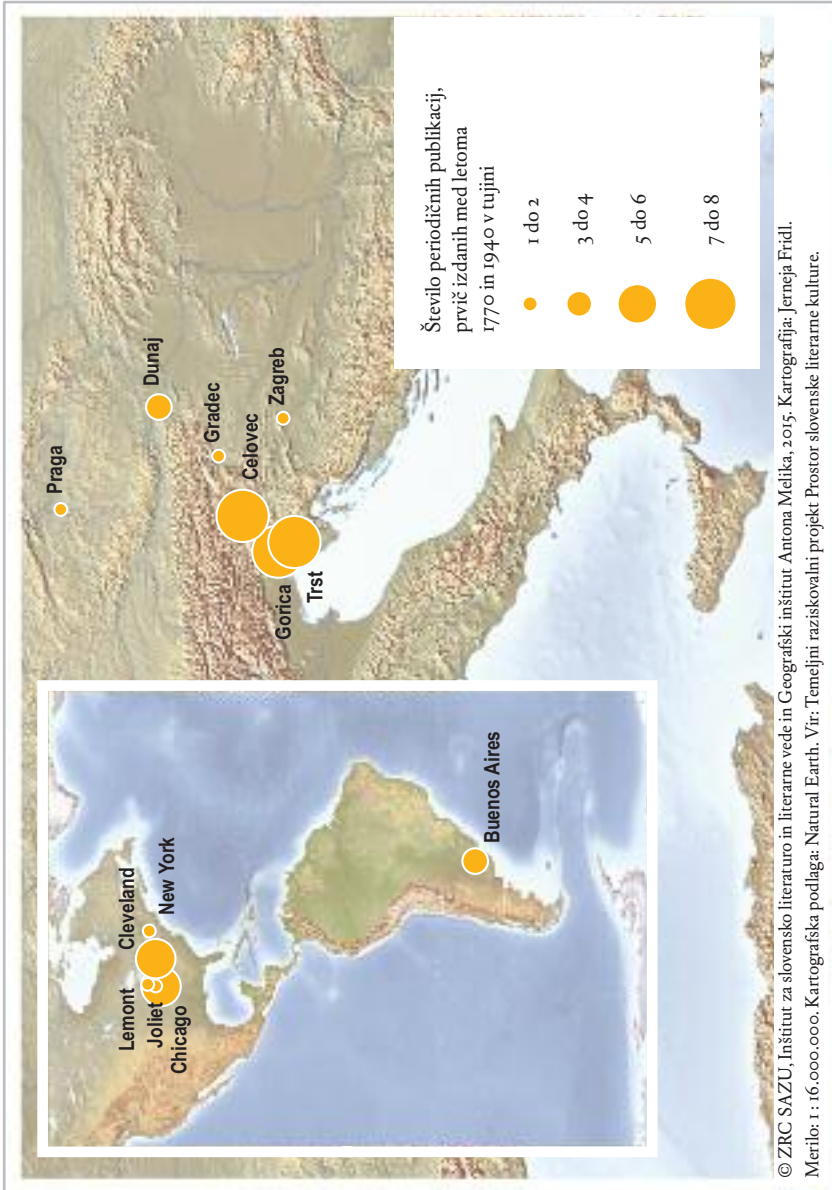 Praga
Dunaj
Gradec
Zagreb
Celovec
Gorica
Trst
Lemont
Joliet
Chicago
Cleveland
New York
Buenos Aires
Število periodičnih publikacij,
prvič izdanih med letoma
1770 in 1940 v tujini
1 do 2
3 do 4
5 do 6
7 do 8
© ZRC SAZU, Inštitut za slovensko literaturo in literarne vede in Geografski inštitut Antona Melika, 2015. Kartografija: Jerneja Fridl.
Merilo: 1 : 16.000.000. Kartografska podlaga: Natural Earth. Vir: Temeljni raziskovalni projekt Prostor slovenske literarne kulture.